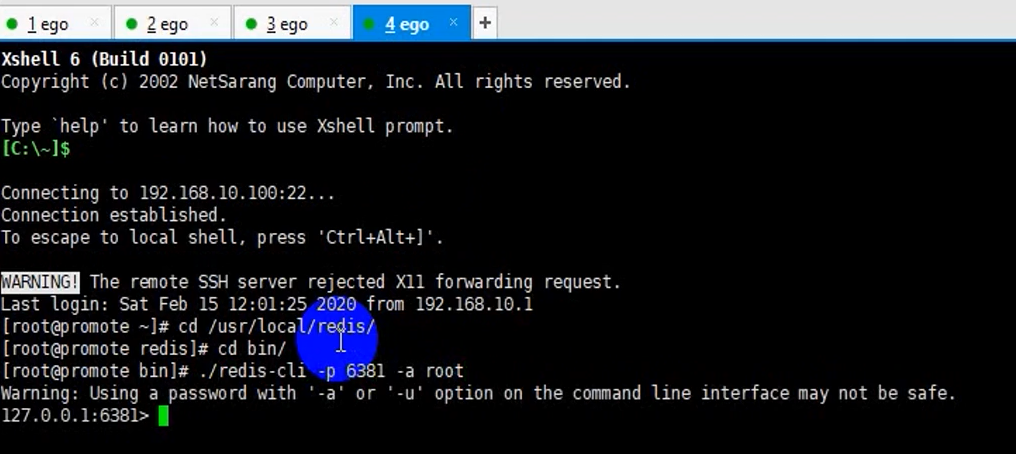 1 ego × 2 ego × 3 ego × 4 ego × +
Xshell 6 (Build 0101)
Copyright (c) 2002 NetSarang Computer, Inc. All rights reserved.
Type `help' to learn how to use Xshell prompt.
[C:\~]$
Connecting to 192.168.10.100:22...
Connection established.
To escape to local shell, press 'Ctrl+Alt+]'.
WARNING! The remote SSH server rejected X11 forwarding request.
Last login: Sat Feb 15 12:01:25 2020 from 192.168.10.1
[root@promote ~]# cd /usr/local/redis/
[root@promote redis]# cd bin/
[root@promote bin]# ./redis-cli -p 6381 -a root
Warning: Using a password with '-a' or '-u' option on the command line interface may not be safe.
127.0.0.1:6381>